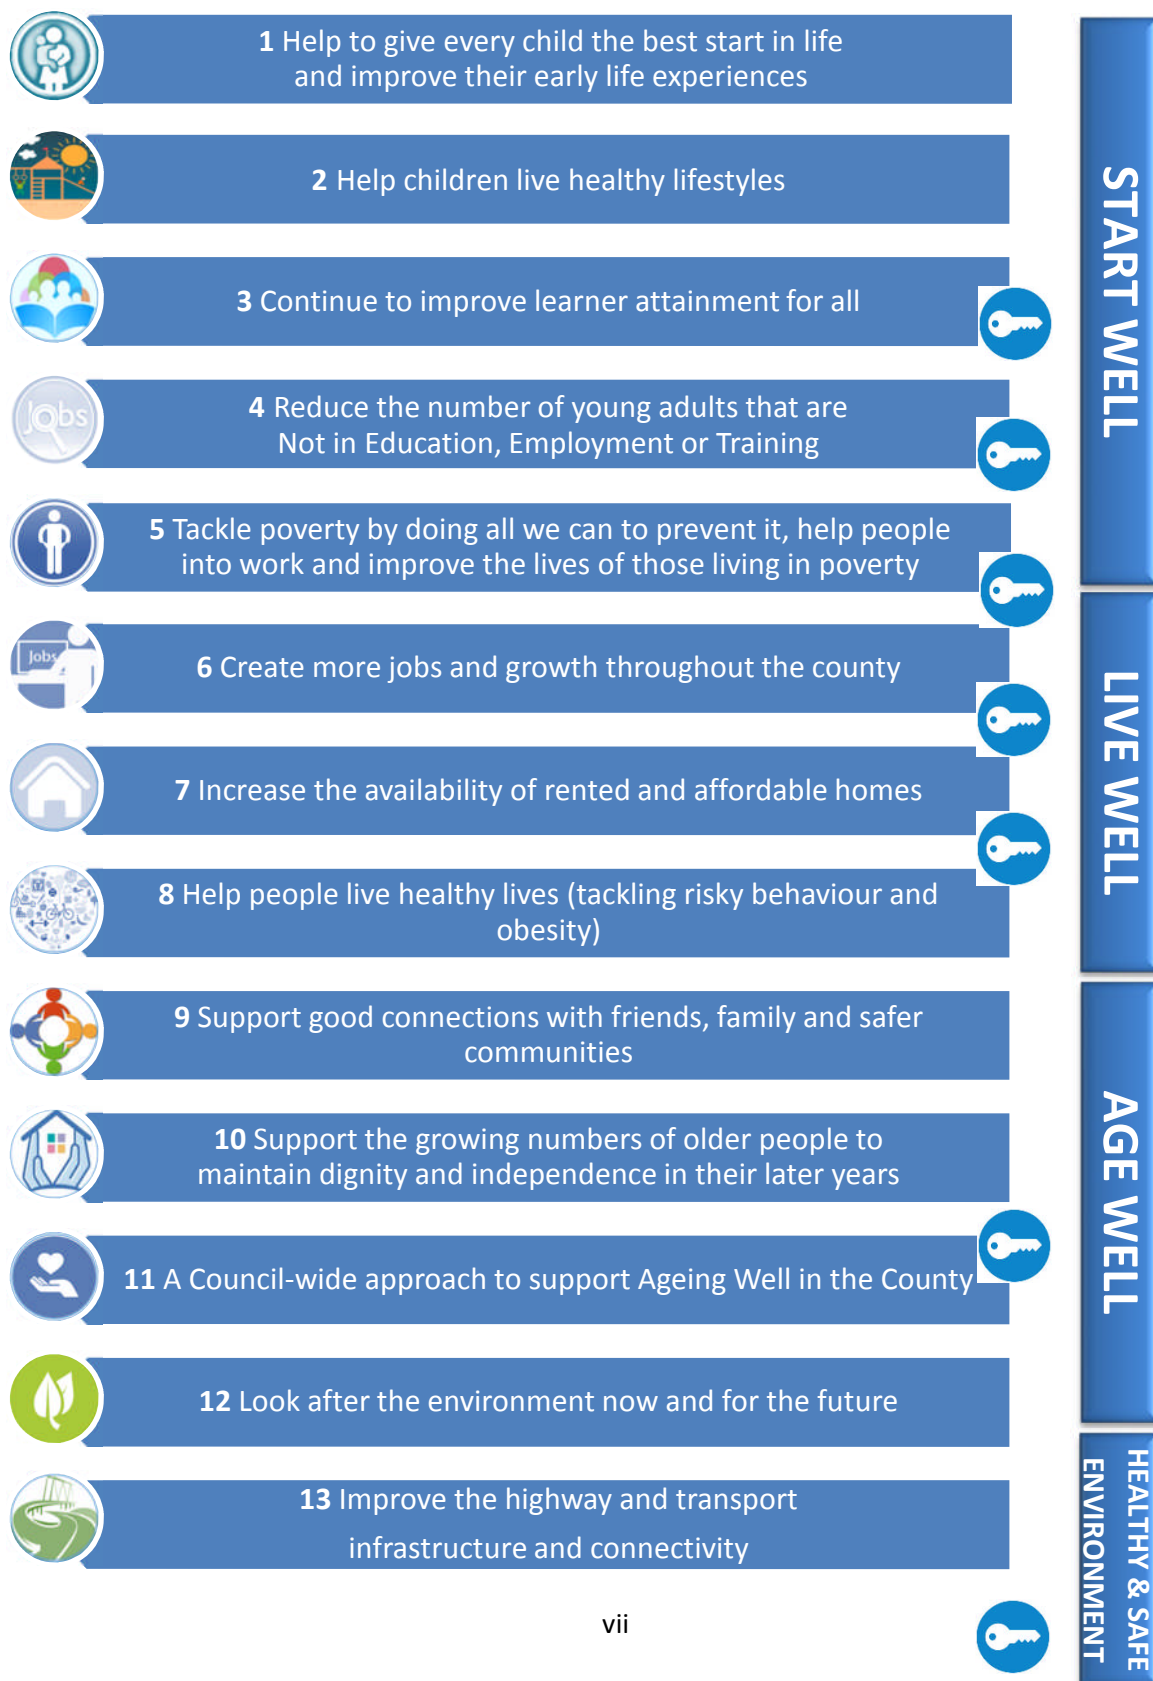 1 Help to give every child the best start in life
and improve their early life experiences
2 Help children live healthy lifestyles
3 Continue to improve learner attainment for all
Jobs
4 Reduce the number of young adults that are
Not in Education, Employment or Training
5 Tackle poverty by doing all we can to prevent it, help people
into work and improve the lives of those living in poverty
Jobs
6 Create more jobs and growth throughout the county
7 Increase the availability of rented and affordable homes
8 Help people live healthy lives (tackling risky behaviour and
obesity)
9 Support good connections with friends, family and safer
communities
10 Support the growing numbers of older people to
maintain dignity and independence in their later years
11 A Council-wide approach to support Ageing Well in the County
12 Look after the environment now and for the future
13 Improve the highway and transport
infrastructure and connectivity
START WELL
LIVE WELL
AGE WELL
HEALTHY & SAFE
ENVIRONMENT
vii